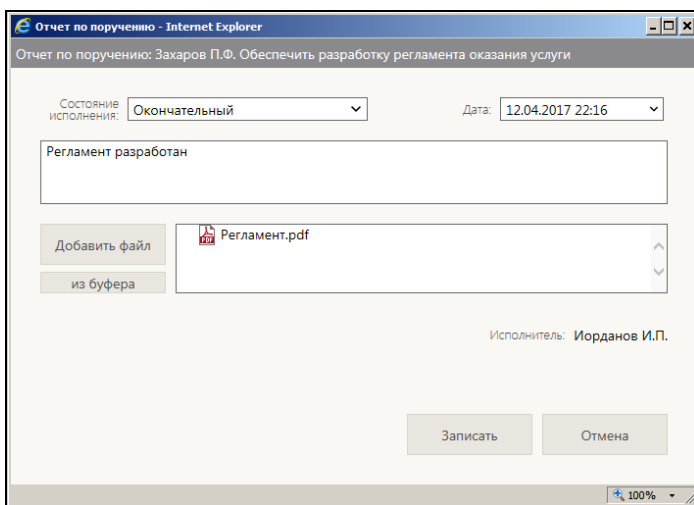 Отчет по поручению - Internet Explorer
Отчет по поручению: Захаров П.Ф. Обеспечить разработку регламента оказания услуги
Состояние исполнения: Окончательный Дата: 12.04.2017 22:16
Регламент разработан
Добавить файл Регламент.pdf
из буфера
Исполнитель: Иорданов И.П.
Записать Отмена
100%